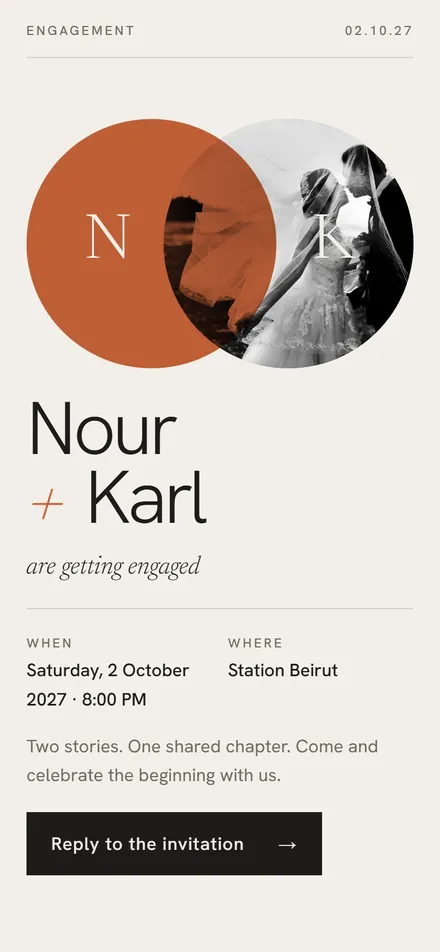 ENGAGEMENT
02.10.27
N
K
Nour
+ Karl
are getting engaged
WHEN
Saturday, 2 October
2027 · 8:00 PM
WHERE
Station Beirut
Two stories. One shared chapter. Come and
celebrate the beginning with us.
Reply to the invitation →